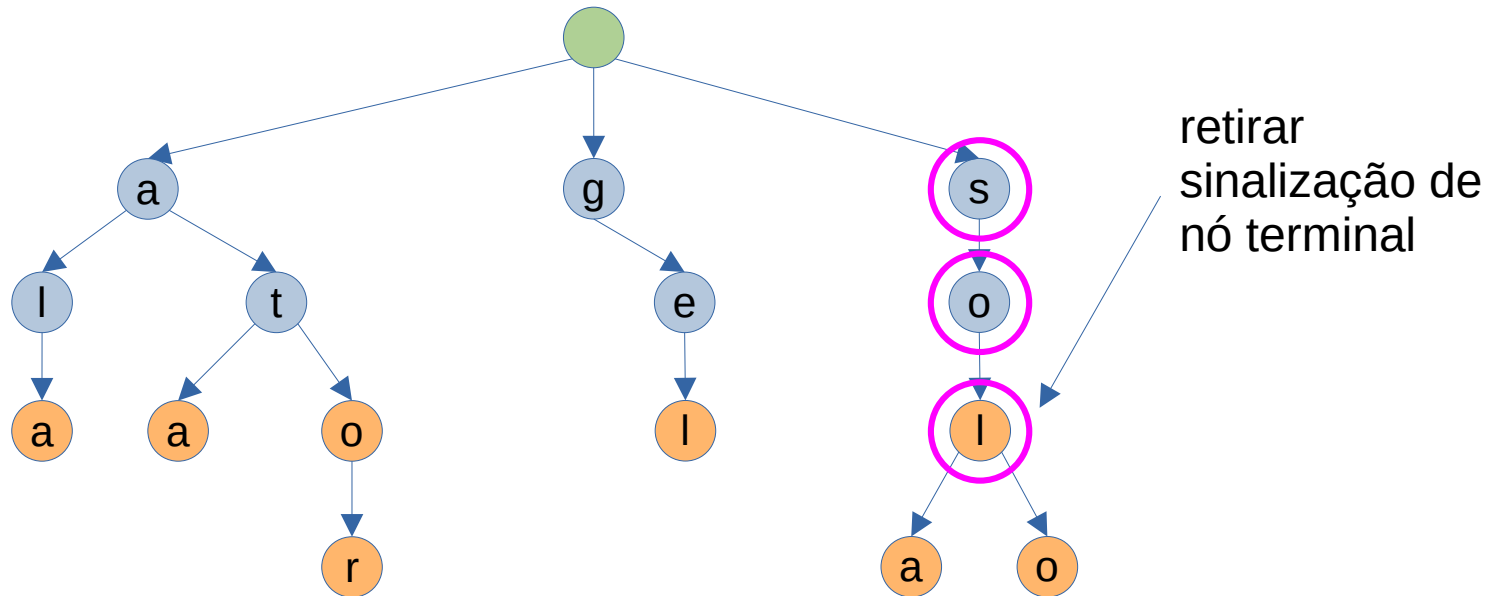 retirar
sinalização de
nó terminal
a
g
s
l
t
e
o
a
a
o
l
l
r
a
o